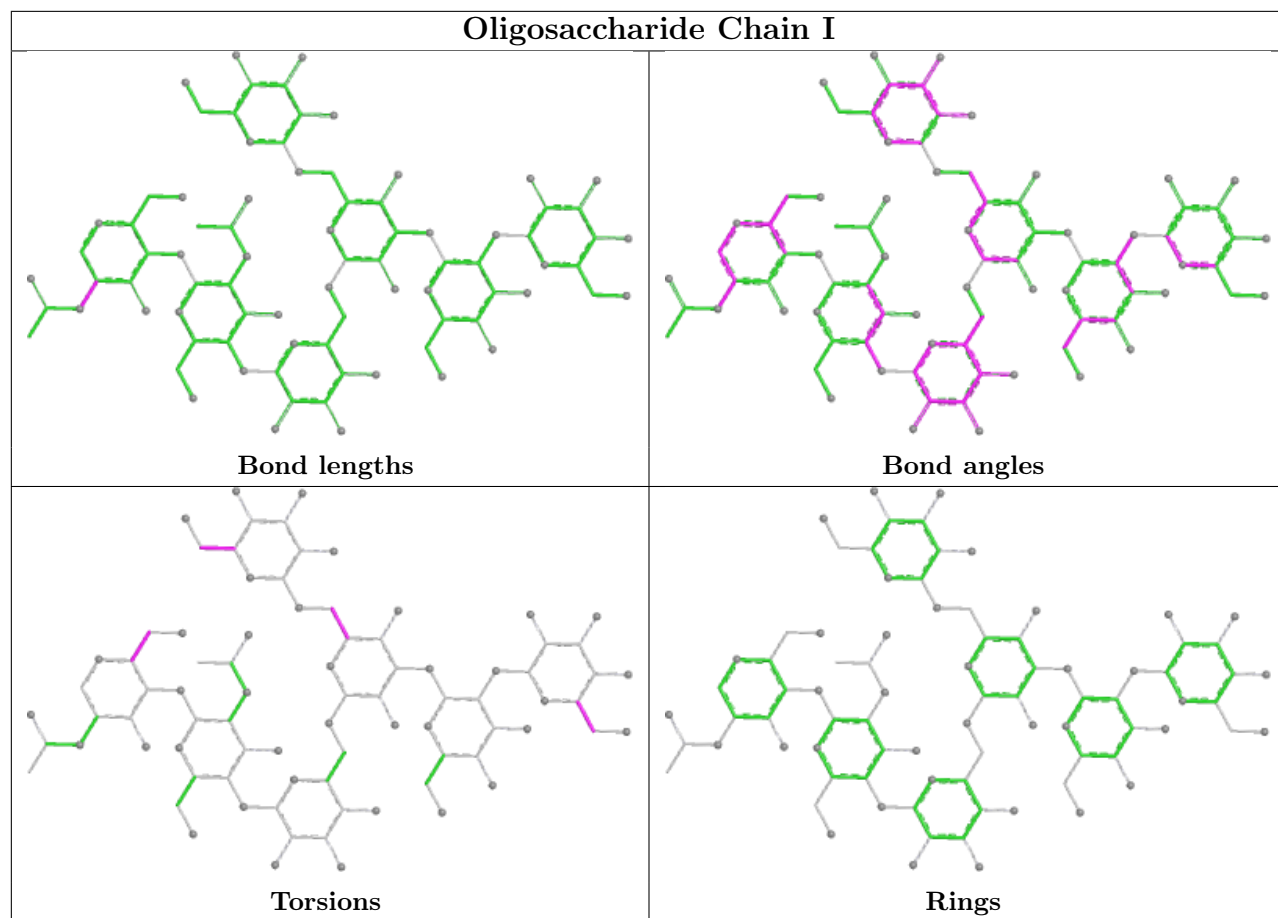 Oligosaccharide Chain I
Bond lengths
Bond angles
Torsions
Rings